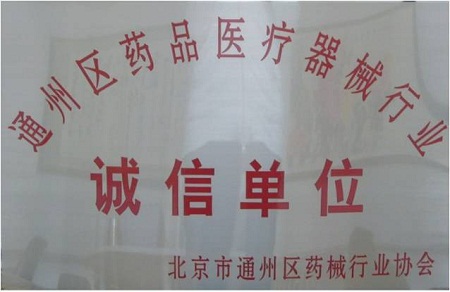 通州区药品医疗器械行业
诚信单位
北京市通州区药械行业协会